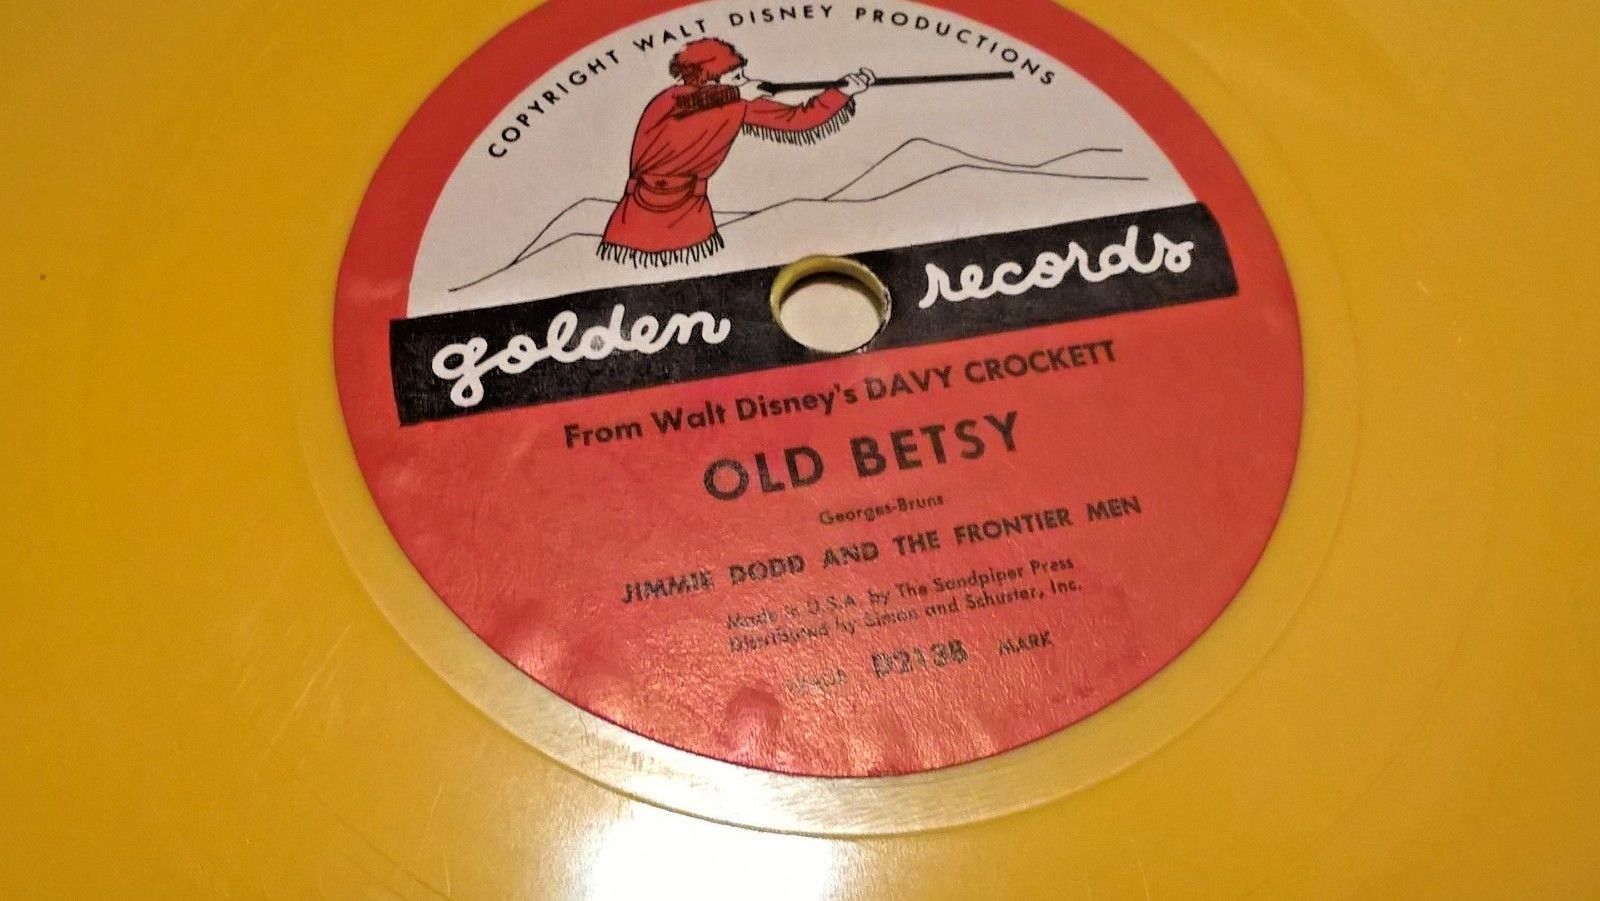 COPYRIGHT WALT DISNEY PRODUCTIONS
golden records
From Walt Disney's DAVY CROCKETT
OLD BETSY
Georges-Bruns
JIMMIE DODD AND THE FRONTIER MEN
Made in U.S.A. by The Sandpiper Press
Distributed by Simon and Schuster, Inc.
D213B MARK